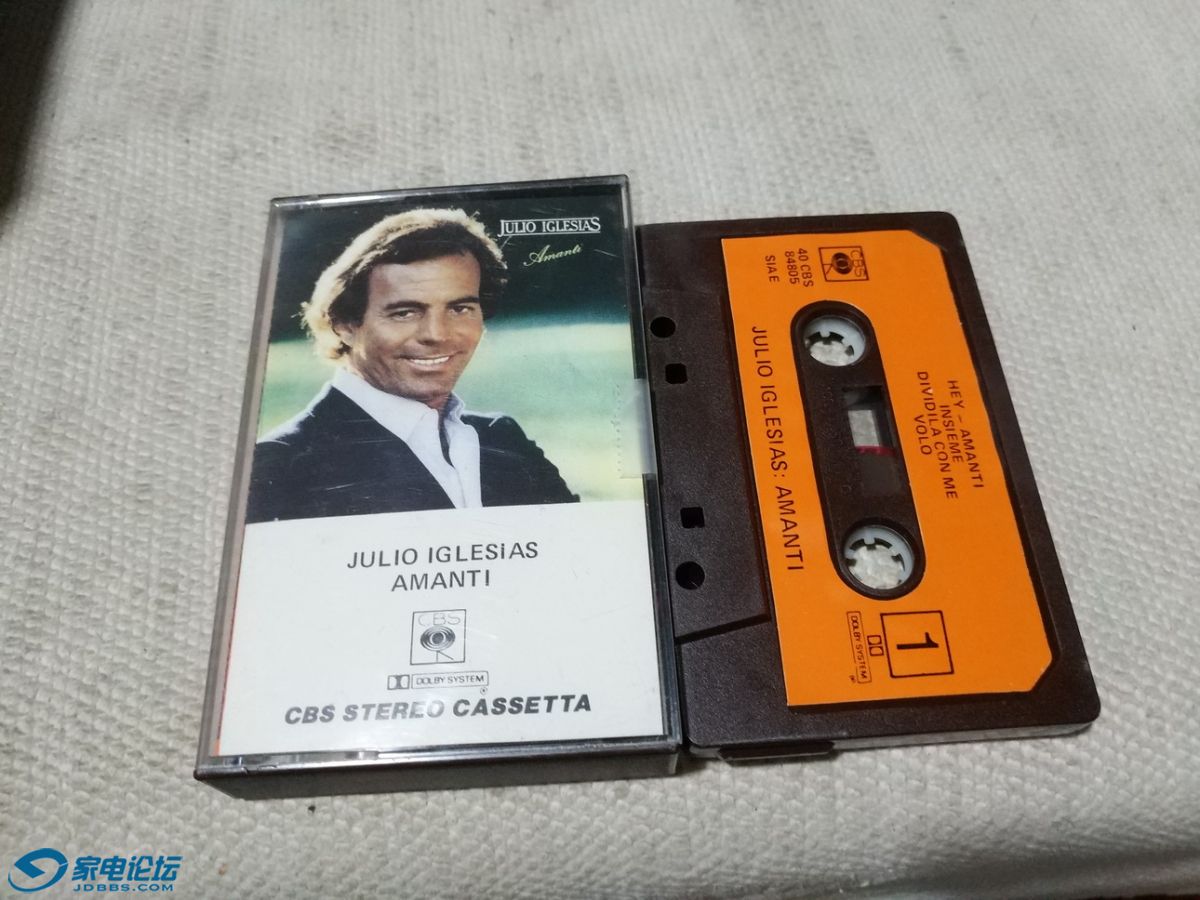 JULIO IGLESIAS
Amanti
JULIO IGLESiAS
AMANTI
CBS
DOLBY SYSTEM
®
CBS STEREO CASSETTA
CBS
40 CBS
84805
SIAE
JULIO IGLESIAS: AMANTI
HEY – AMANTI
INSIEME
DIVIDILA CON ME
VOLO
1
DOLBY SYSTEM
®
家电论坛
JDBBS.COM